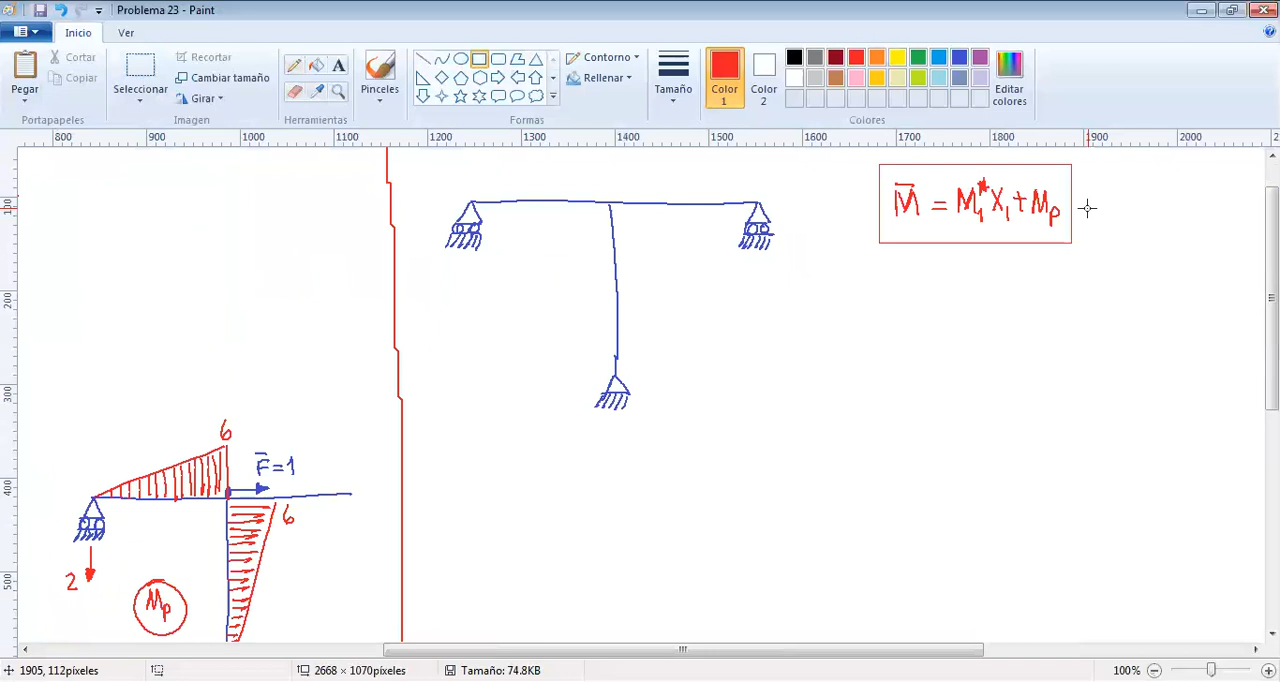 Problema 23 - Paint
Inicio
Ver
Pegar
Cortar
Copiar
Portapapeles
Seleccionar
Recortar
Cambiar tamaño
Girar
Imagen
A
Herramientas
Pinceles
Contorno
Rellenar
Formas
Tamaño
Color 1
Color 2
Editar colores
Colores
800 900 1000 1100 1200 1300 1400 1500 1600 1700 1800 1900 2000
100
200
300
400
500
M̅ = M₁* X₁ + Mₚ
6
F̅ = 1
6
2
Mₚ
1905, 112píxeles
2668 × 1070píxeles
Tamaño: 74.8KB
100%